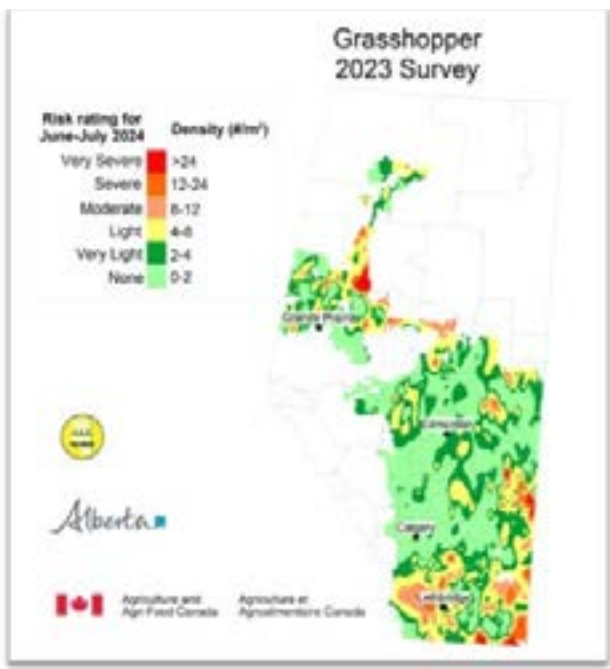 Grasshopper
2023 Survey
Risk rating for
June-July 2024
Density (#/m²)
Very Severe >24
Severe 12-24
Moderate 8-12
Light 4-8
Very Light 2-4
None 0-2
Grande Prairie
Edmonton
Calgary
Lethbridge
Alberta
Agriculture and
Agri-Food Canada
Agriculture et
Agroalimentaire Canada